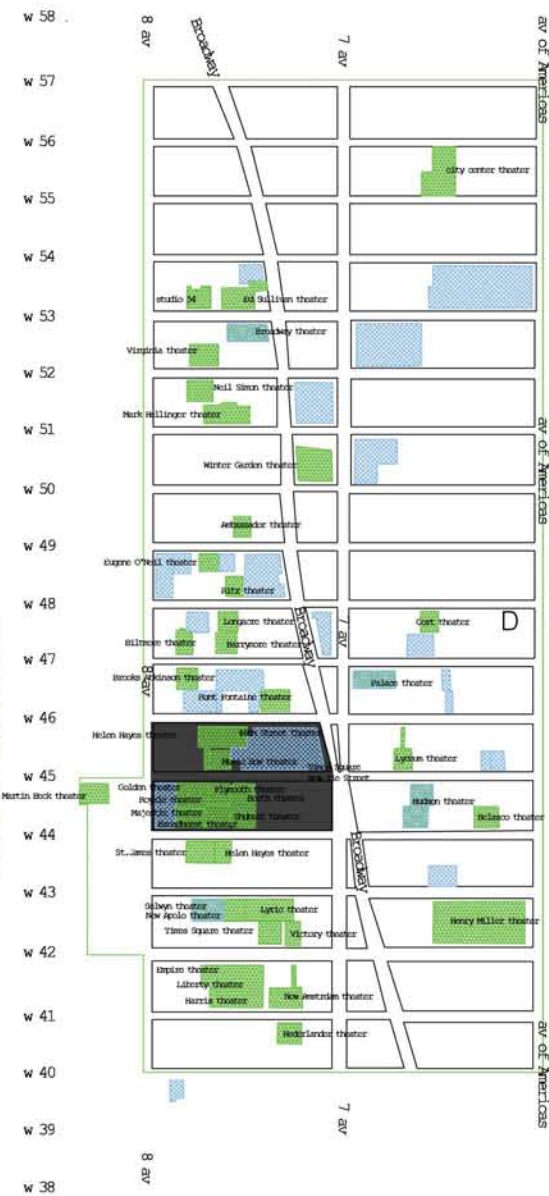 w 58
8 av
Broadway
7 av
av of Americas
w 57
w 56
city center theater
w 55
w 54
studio 54
Ed Sullivan theater
w 53
Broadway theater
Virginia theater
w 52
Neil Simon theater
Mark Hellinger theater
w 51
av of Americas
Winter Garden theater
w 50
Ambassador theater
w 49
Eugene O'Neil theater
Ritz theater
w 48
Longacre theater
Broadway
7 av
Cort theater
D
Biltmore theater
Barrymore theater
w 47
8 av
Brooks Atkinson theater
Palace theater
Lunt Fontaine theater
w 46
Helen Hayes theater
46th Street theater
Music Box theater
Lyceum theater
Times Square
w 45
Martin Beck theater
Golden theater
Plymouth theater
Royale theater
Booth theater
Hudson theater
Majestic theater
Shubert theater
Belasco theater
Broadhurst theater
w 44
St.James theater
Helen Hayes theater
Broadway
w 43
Selwyn theater
Lyric theater
New Apolo theater
Henry Miller theater
Times Square theater
Victory theater
w 42
Empire theater
Liberty theater
Harris theater
New Amstrdam theater
w 41
Nederlander theater
av of Americas
w 40
w 39
7 av
8 av
w 38